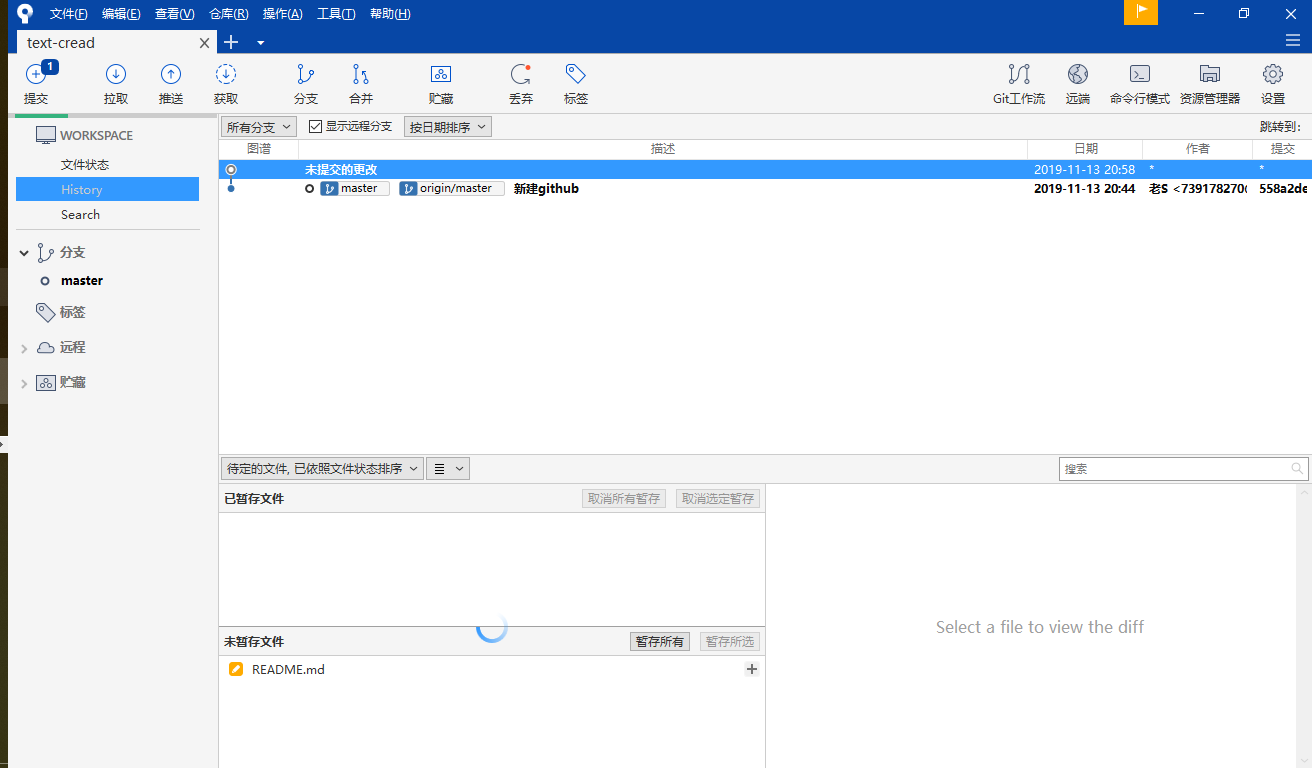 文件(F) 编辑(E) 查看(V) 仓库(R) 操作(A) 工具(T) 帮助(H)
text-cread
1
提交 拉取 推送 获取 分支 合并 贮藏 丢弃 标签 Git工作流 远端 命令行模式 资源管理器 设置
WORKSPACE
文件状态
History
Search
分支
master
标签
远程
贮藏
所有分支 显示远程分支 按日期排序 跳转到:
图谱 描述 日期 作者 提交
未提交的更改 2019-11-13 20:58 * *
master origin/master 新建github 2019-11-13 20:44 老S <739178270 558a2de
待定的文件, 已依照文件状态排序 搜索
已暂存文件 取消所有暂存 取消选定暂存
未暂存文件 暂存所有 暂存所选
README.md
Select a file to view the diff